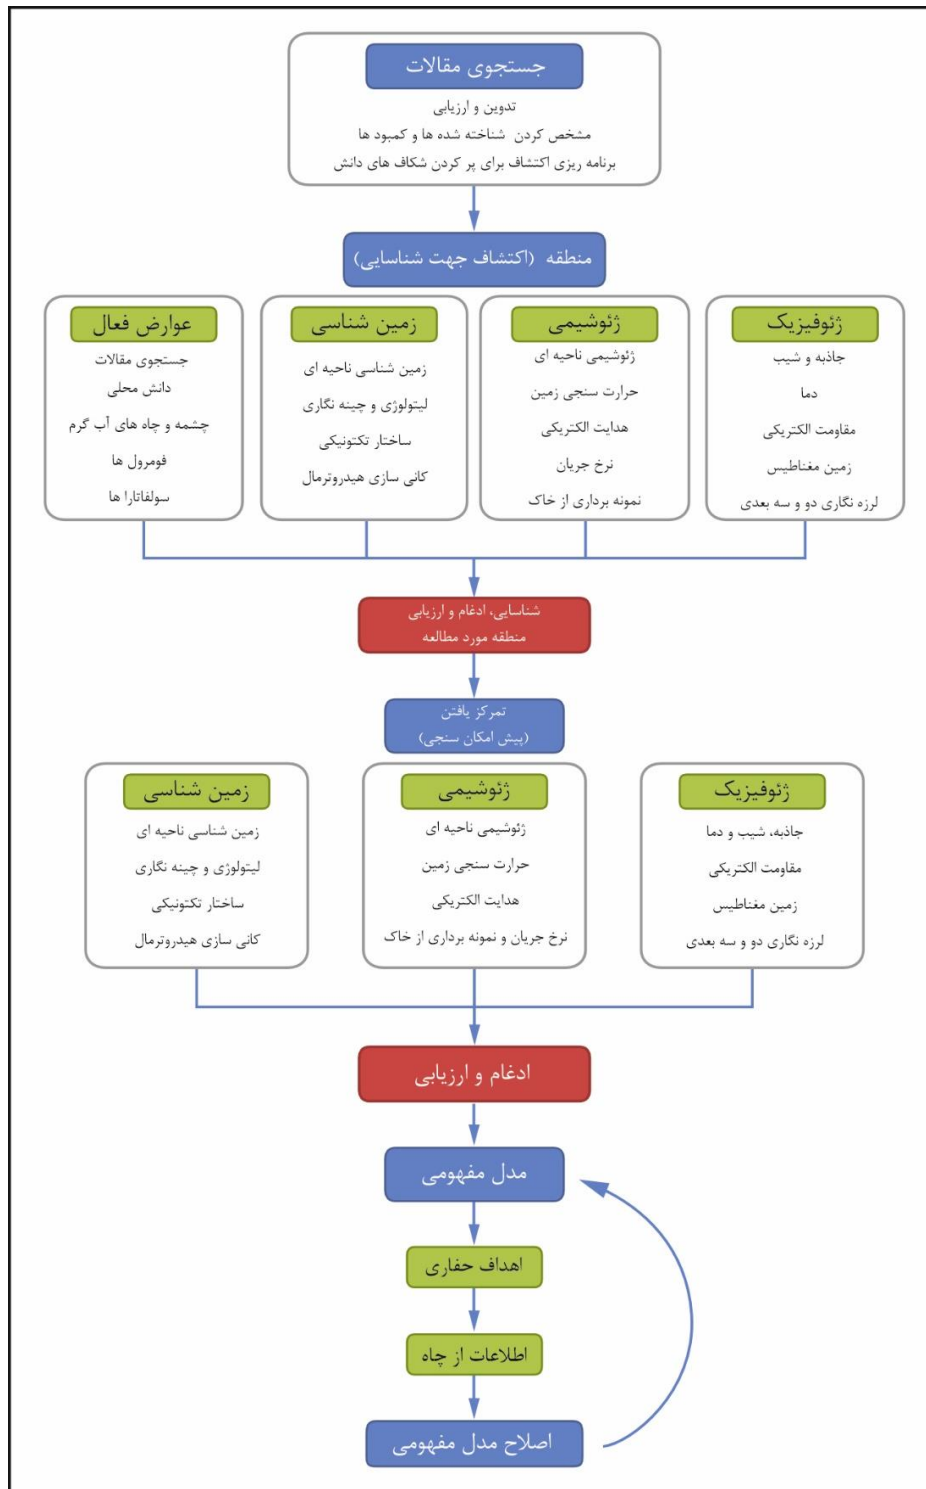 جستجوی مقالات
تدوین و ارزیابی
مشخص کردن شناخته شده ها و کمبود ها
برنامه ریزی اکتشاف برای پر کردن شکاف های دانش
منطقه (اکتشاف جهت شناسایی)
ژئوفیزیک
جاذبه و شیب
دما
مقاومت الکتریکی
زمین مغناطیس
لرزه نگاری دو و سه بعدی
ژئوشیمی
ژئوشیمی ناحیه ای
حرارت سنجی زمین
هدایت الکتریکی
نرخ جریان
نمونه برداری از خاک
زمین شناسی
زمین شناسی ناحیه ای
لیتولوژی و چینه نگاری
ساختار تکتونیکی
کانی سازی هیدروترمال
عوارض فعال
جستجوی مقالات
دانش محلی
چشمه و چاه های آب گرم
فومرول ها
سولفاتارا ها
شناسایی، ادغام و ارزیابی
منطقه مورد مطالعه
تمرکز یافتن
(پیش امکان سنجی)
ژئوفیزیک
جاذبه، شیب و دما
مقاومت الکتریکی
زمین مغناطیس
لرزه نگاری دو و سه بعدی
ژئوشیمی
ژئوشیمی ناحیه ای
حرارت سنجی زمین
هدایت الکتریکی
نرخ جریان و نمونه برداری از خاک
زمین شناسی
زمین شناسی ناحیه ای
لیتولوژی و چینه نگاری
ساختار تکتونیکی
کانی سازی هیدروترمال
ادغام و ارزیابی
مدل مفهومی
اهداف حفاری
اطلاعات از چاه
اصلاح مدل مفهومی